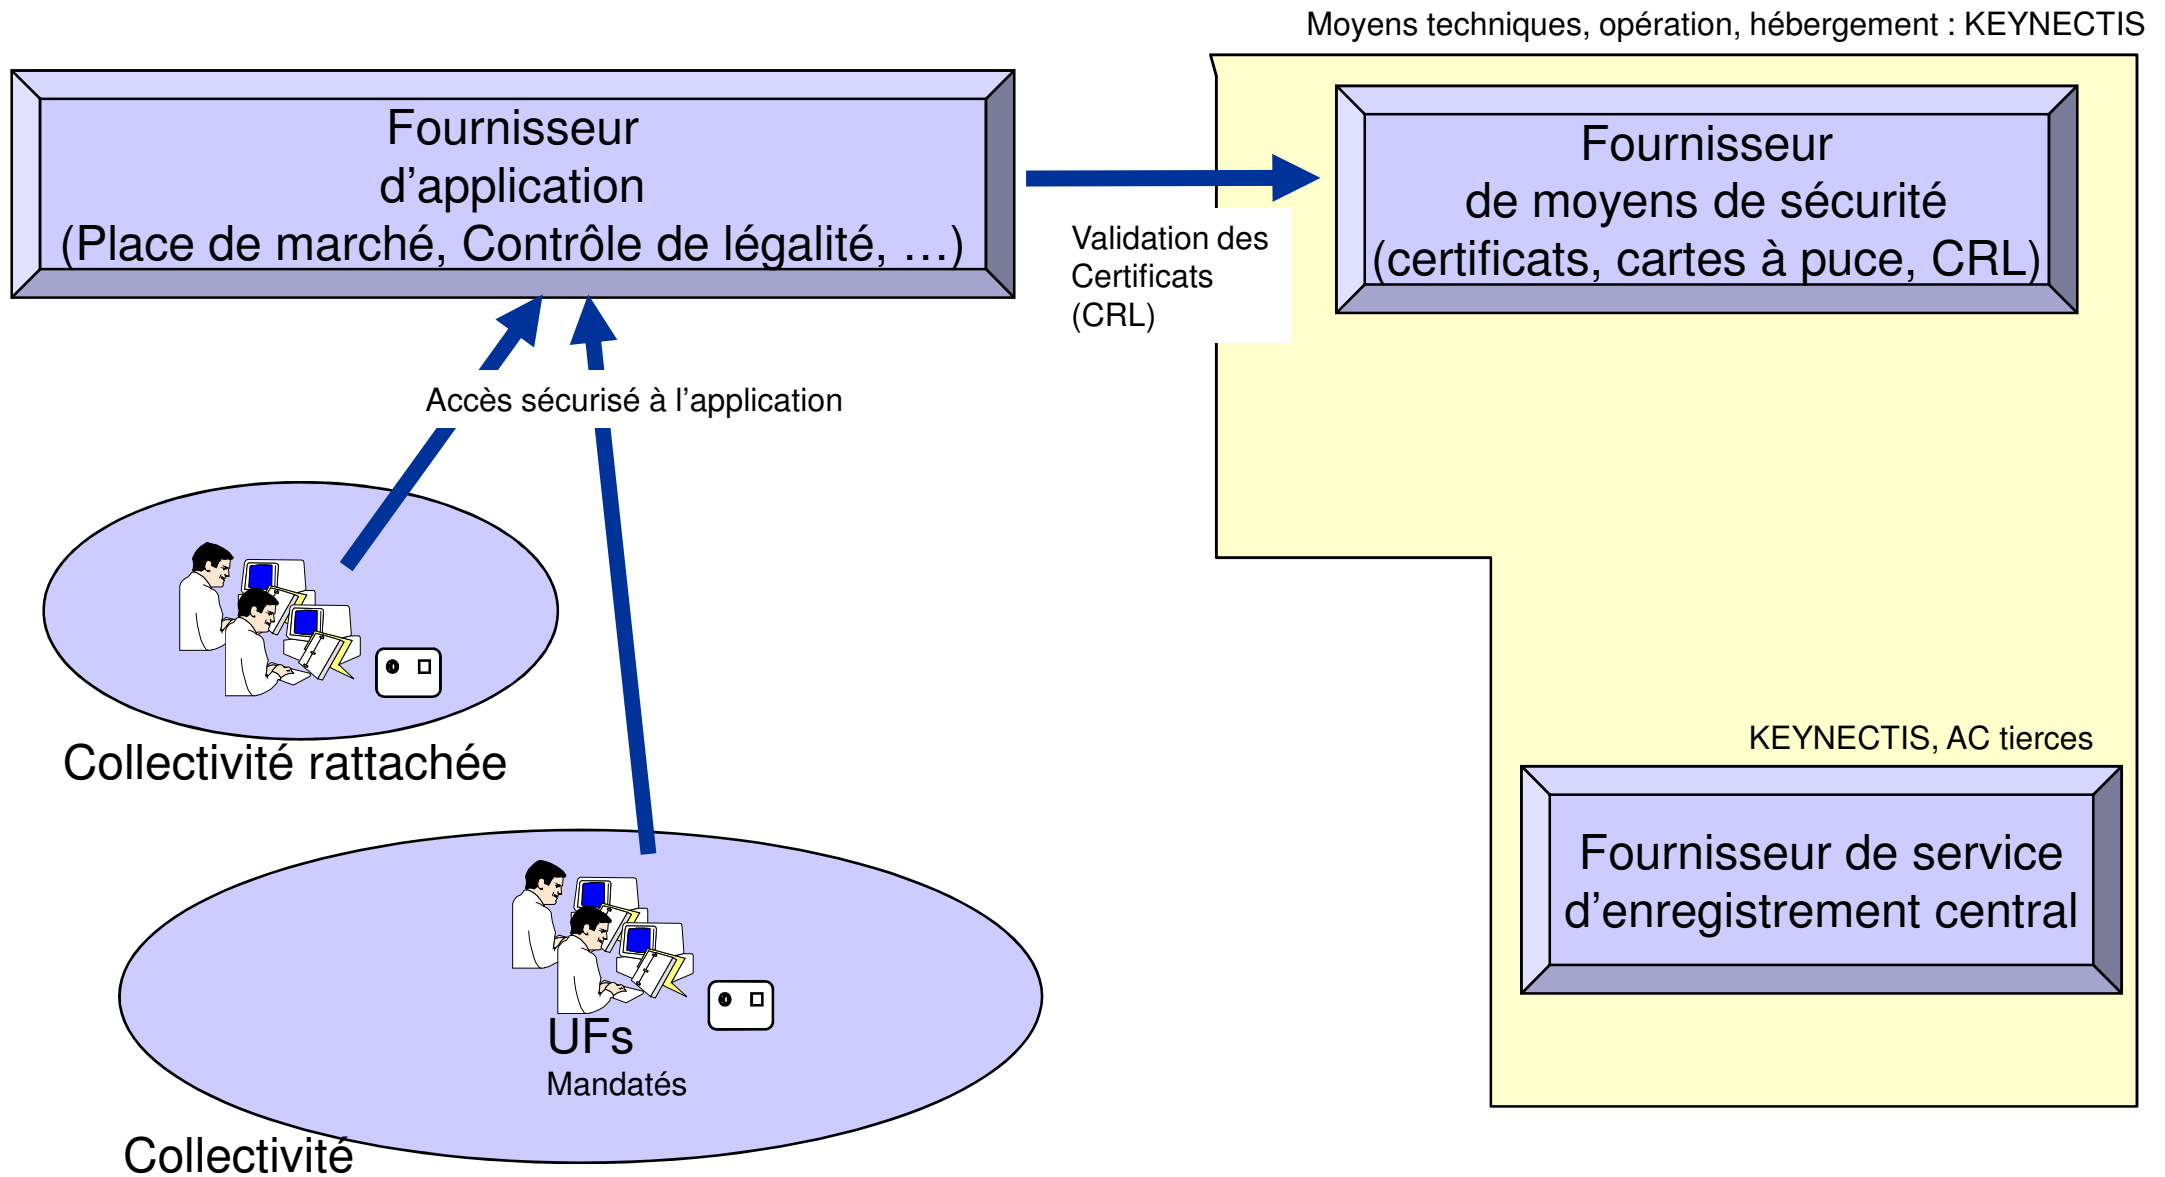 Moyens techniques, opération, hébergement : KEYNECTIS
Fournisseur
d’application
(Place de marché, Contrôle de légalité, …)
Fournisseur
de moyens de sécurité
(certificats, cartes à puce, CRL)
Validation des
Certificats
(CRL)
Accès sécurisé à l’application
Collectivité rattachée
KEYNECTIS, AC tierces
Fournisseur de service
d’enregistrement central
UFs
Mandatés
Collectivité